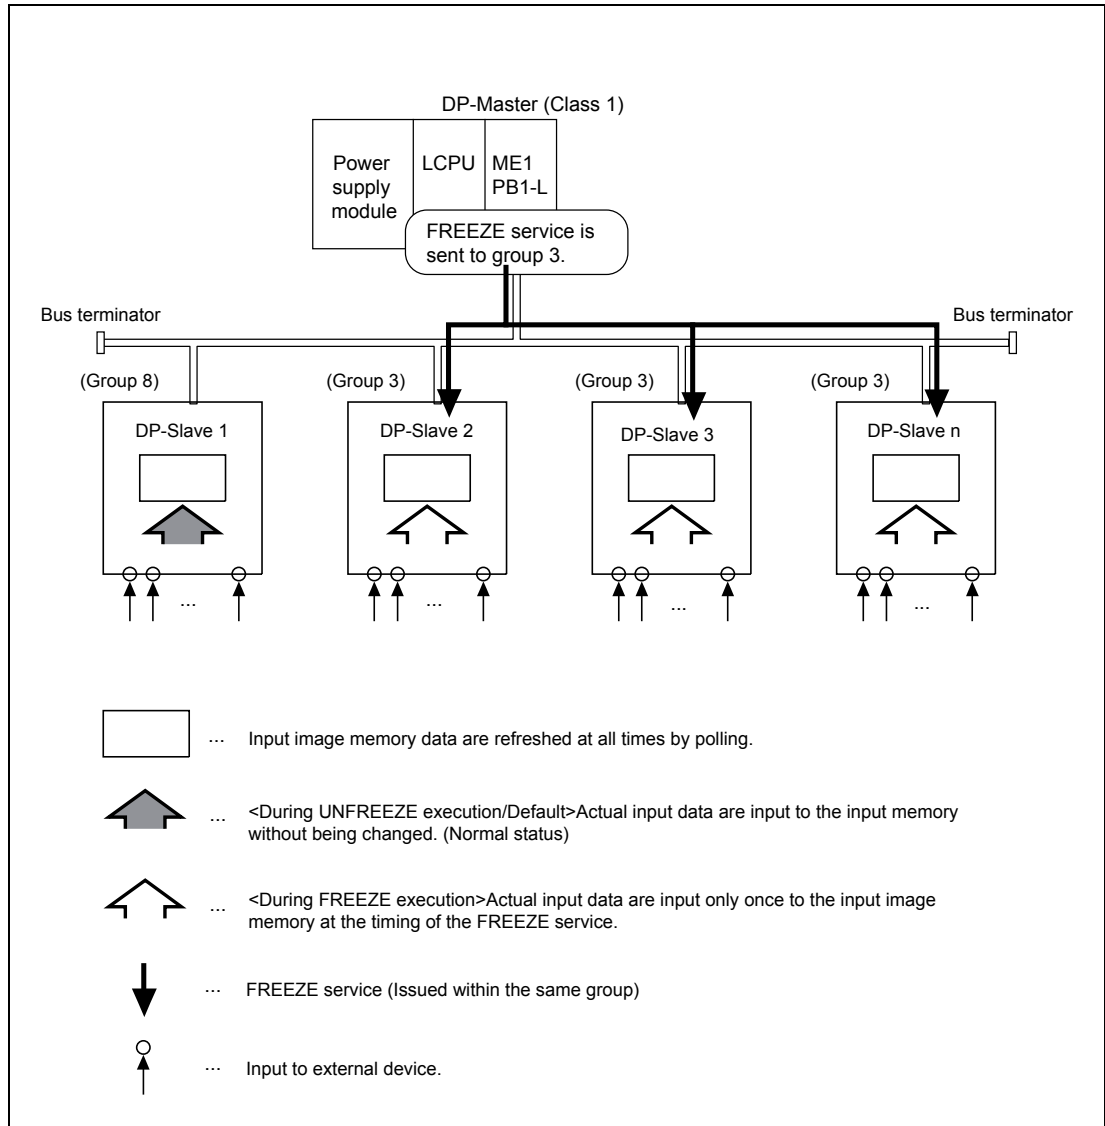 DP-Master (Class 1)
Power
supply
module
LCPU
ME1
PB1-L
FREEZE service is
sent to group 3.
Bus terminator
Bus terminator
(Group 8)
(Group 3)
(Group 3)
(Group 3)
DP-Slave 1
DP-Slave 2
DP-Slave 3
DP-Slave n
...
...
...
...
... Input image memory data are refreshed at all times by polling.
... <During UNFREEZE execution/Default>Actual input data are input to the input memory
without being changed. (Normal status)
... <During FREEZE execution>Actual input data are input only once to the input image
memory at the timing of the FREEZE service.
... FREEZE service (Issued within the same group)
... Input to external device.